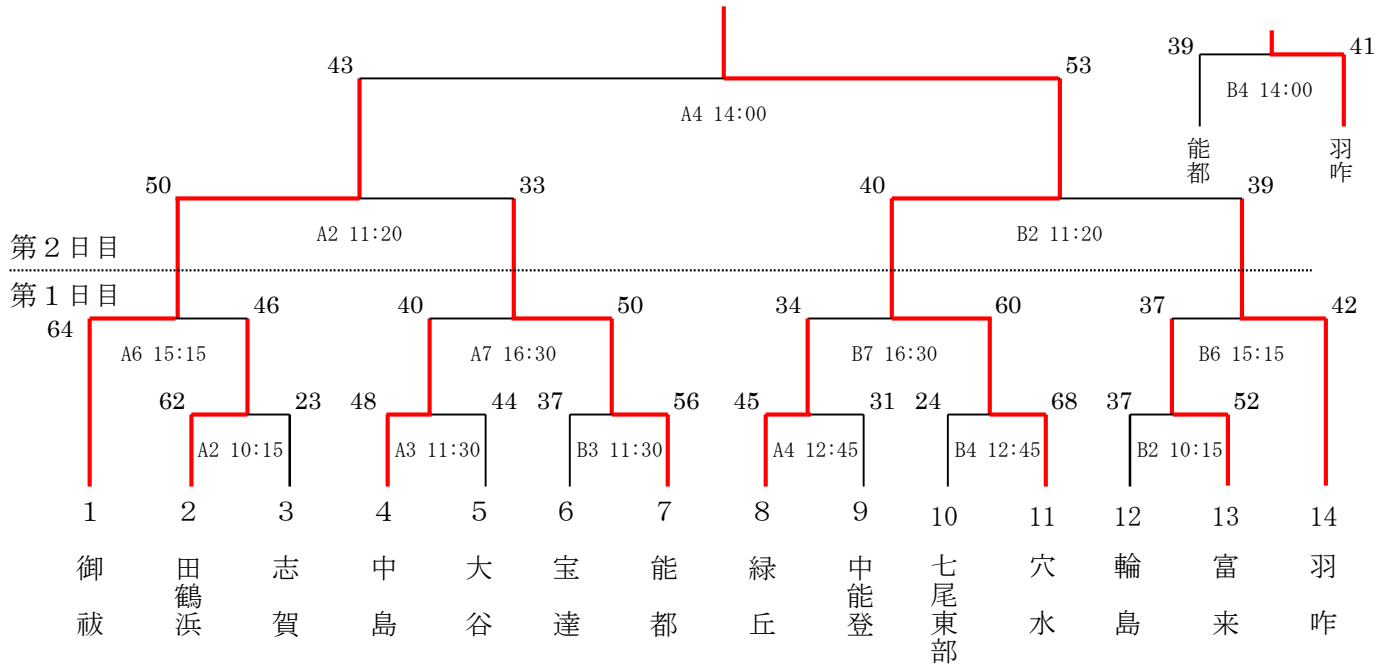 39 41
43 53
B4 14:00
A4 14:00
能都 羽咋
50 33 40 39
A2 11:20 B2 11:20
第２日目
第１日目
64 46 40 50 34 60 37 42
A6 15:15 A7 16:30 B7 16:30 B6 15:15
62 23 48 44 37 56 45 31 24 68 37 52
A2 10:15 A3 11:30 B3 11:30 A4 12:45 B4 12:45 B2 10:15
1 2 3 4 5 6 7 8 9 10 11 12 13 14
御祓 田鶴浜 志賀 中島 大谷 宝達 能都 緑丘 中能登 七尾東部 穴水 輪島 富来 羽咋